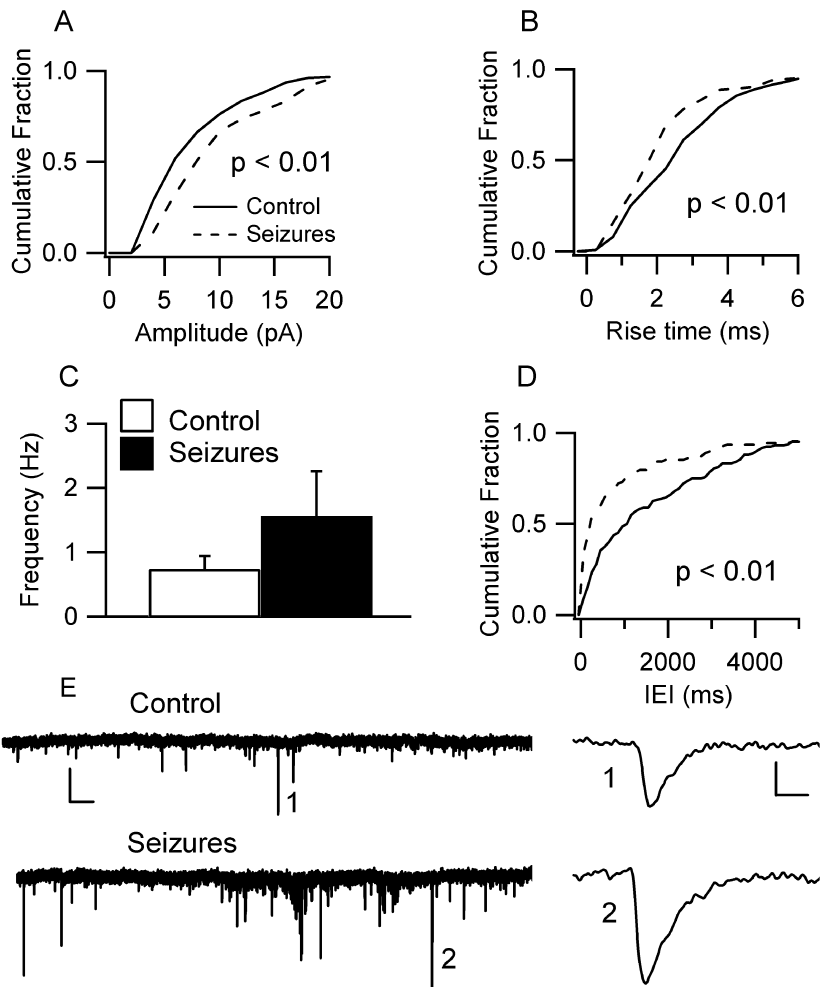 A
1.0
0.5
0.0
Cumulative Fraction
p < 0.01
Control
Seizures
0 5 10 15 20
Amplitude (pA)
B
1.0
0.5
0.0
Cumulative Fraction
p < 0.01
0 2 4 6
Rise time (ms)
C
Control
Seizures
3
2
1
0
Frequency (Hz)
D
1.0
0.5
0.0
Cumulative Fraction
p < 0.01
0 2000 4000
IEI (ms)
E
Control
1
1
Seizures
2
2